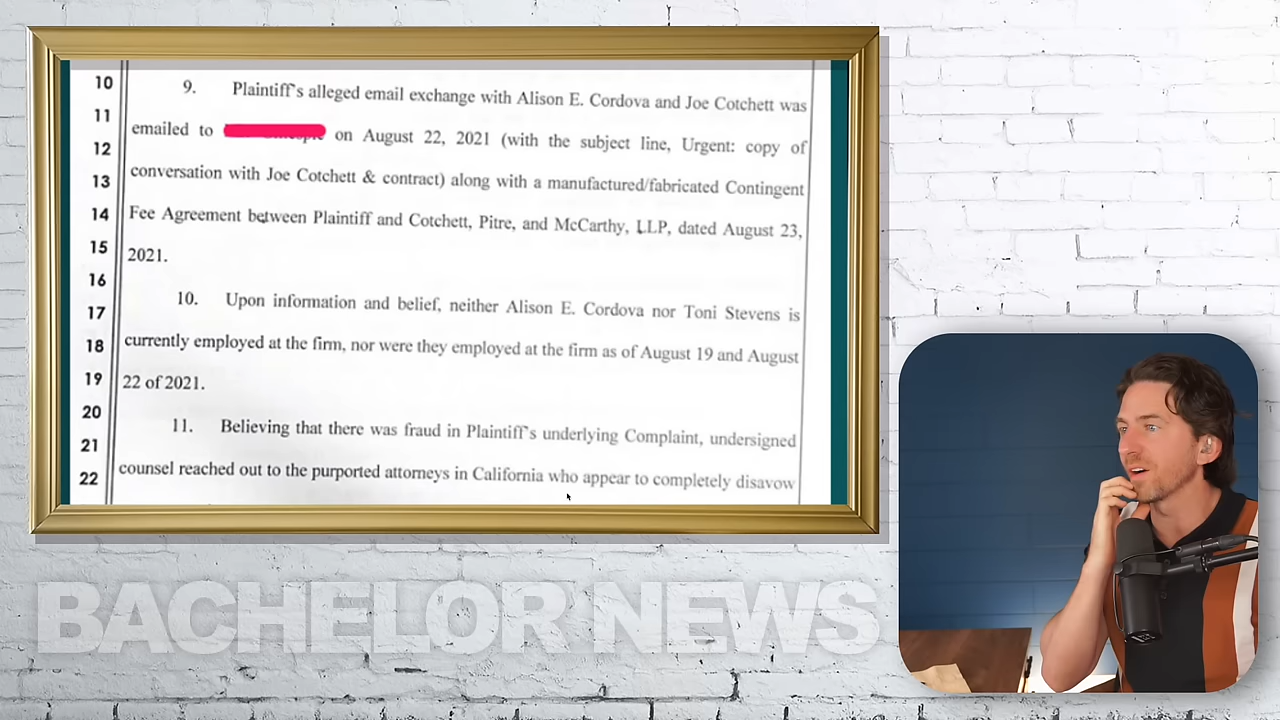 10 9. Plaintiff's alleged email exchange with Alison E. Cordova and Joe Cotchett was
11 emailed to on August 22, 2021 (with the subject line, Urgent: copy of
12
13 conversation with Joe Cotchett & contract) along with a manufactured/fabricated Contingent
14 Fee Agreement between Plaintiff and Cotchett, Pitre, and McCarthy, LLP, dated August 23,
15 2021.
16
17 10. Upon information and belief, neither Alison E. Cordova nor Toni Stevens is
18 currently employed at the firm, nor were they employed at the firm as of August 19 and August
19 22 of 2021.
20
21 11. Believing that there was fraud in Plaintiff's underlying Complaint, undersigned
22 counsel reached out to the purported attorneys in California who appear to completely disavow
BACHELOR NEWS